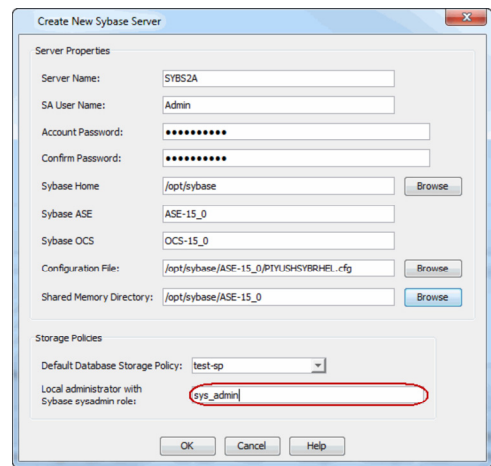 Create New Sybase Server
Server Properties
Server Name: SYBS2A
SA User Name: Admin
Account Password: ••••••••••
Confirm Password: ••••••••••
Sybase Home /opt/sybase Browse
Sybase ASE ASE-15_0
Sybase OCS OCS-15_0
Configuration File: /opt/sybase/ASE-15_0/PIYUSHSYBRHEL.cfg Browse
Shared Memory Directory: /opt/sybase/ASE-15_0 Browse
Storage Policies
Default Database Storage Policy: test-sp
Local administrator with
Sybase sysadmin role: sys_admin
OK Cancel Help